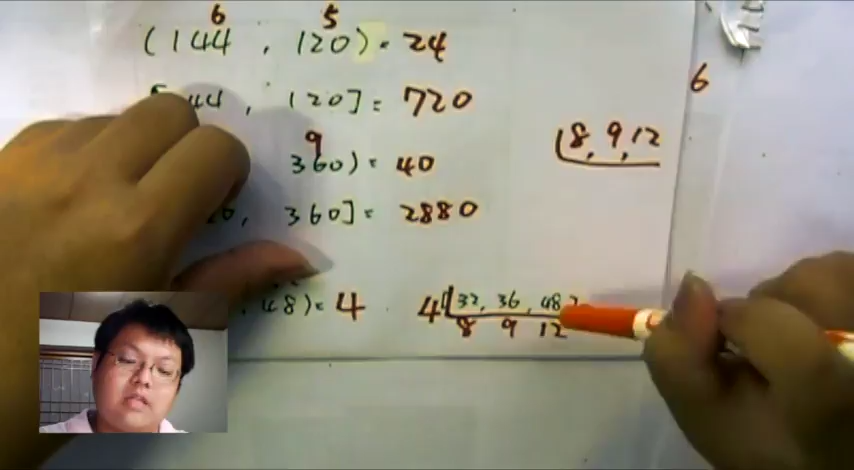 6 5
(144, 120) = 24
44, 120] = 720
9
360) = 40
, 360] = 2880
6
8, 9, 12
, 48) = 4
4 32, 36, 48
8 9 12